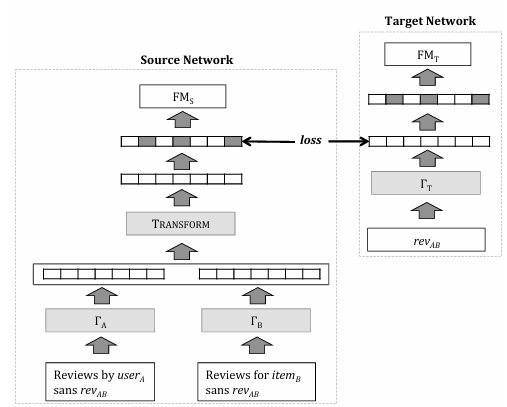 Target Network
Source Network
FM_T
FM_S
loss
Γ_T
TRANSFORM
rev_AB
Γ_A
Γ_B
Reviews by user_A
sans rev_AB
Reviews for item_B
sans rev_AB